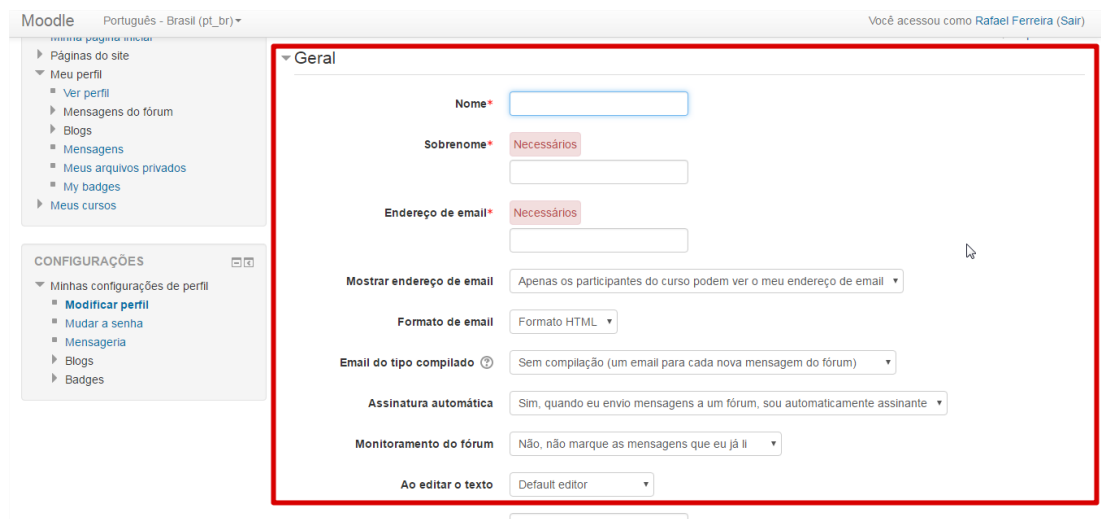 Moodle Português - Brasil (pt_br) Você acessou como Rafael Ferreira (Sair)
Minha página inicial
Páginas do site
Meu perfil
Ver perfil
Mensagens do fórum
Blogs
Mensagens
Meus arquivos privados
My badges
Meus cursos
CONFIGURAÇÕES
Minhas configurações de perfil
Modificar perfil
Mudar a senha
Mensageria
Blogs
Badges
Geral
Nome*
Sobrenome* Necessários
Endereço de email* Necessários
Mostrar endereço de email Apenas os participantes do curso podem ver o meu endereço de email
Formato de email Formato HTML
Email do tipo compilado Sem compilação (um email para cada nova mensagem do fórum)
Assinatura automática Sim, quando eu envio mensagens a um fórum, sou automaticamente assinante
Monitoramento do fórum Não, não marque as mensagens que eu já li
Ao editar o texto Default editor